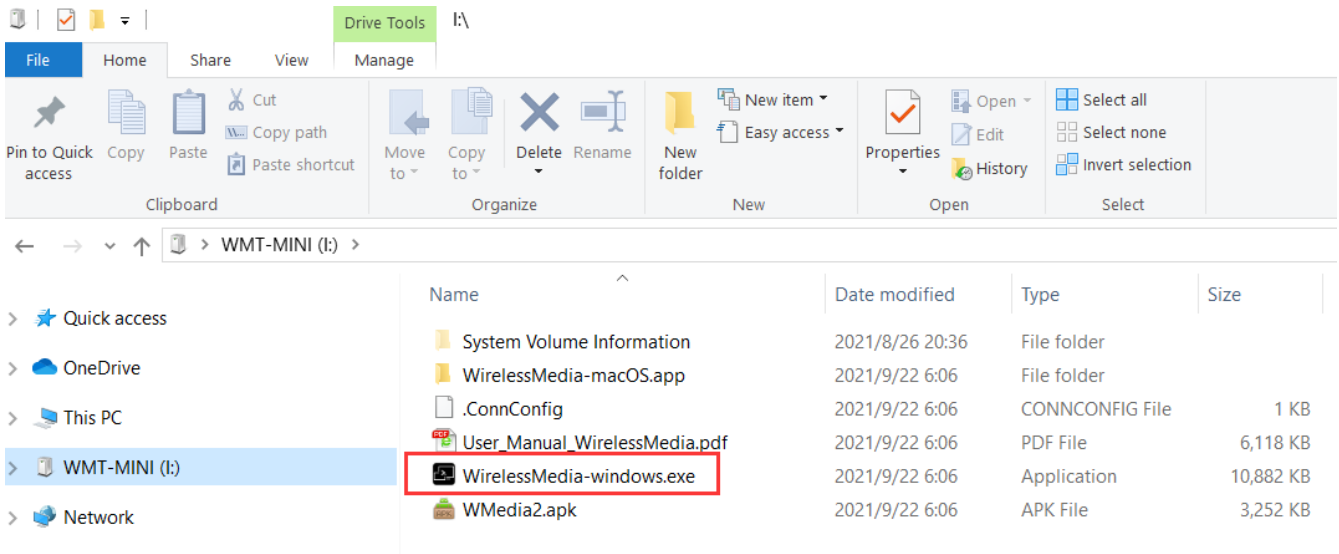 Drive Tools I:\
File Home Share View Manage
Pin to Quick access
Copy
Paste
Cut
Copy path
Paste shortcut
Clipboard
Move to
Copy to
Delete
Rename
Organize
New folder
New item
Easy access
New
Properties
Open
Edit
History
Open
Select all
Select none
Invert selection
Select
WMT-MINI (I:)
Quick access
OneDrive
This PC
WMT-MINI (I:)
Network
Name Date modified Type Size
System Volume Information 2021/8/26 20:36 File folder
WirelessMedia-macOS.app 2021/9/22 6:06 File folder
.ConnConfig 2021/9/22 6:06 CONNCONFIG File 1 KB
User_Manual_WirelessMedia.pdf 2021/9/22 6:06 PDF File 6,118 KB
WirelessMedia-windows.exe 2021/9/22 6:06 Application 10,882 KB
WMedia2.apk 2021/9/22 6:06 APK File 3,252 KB